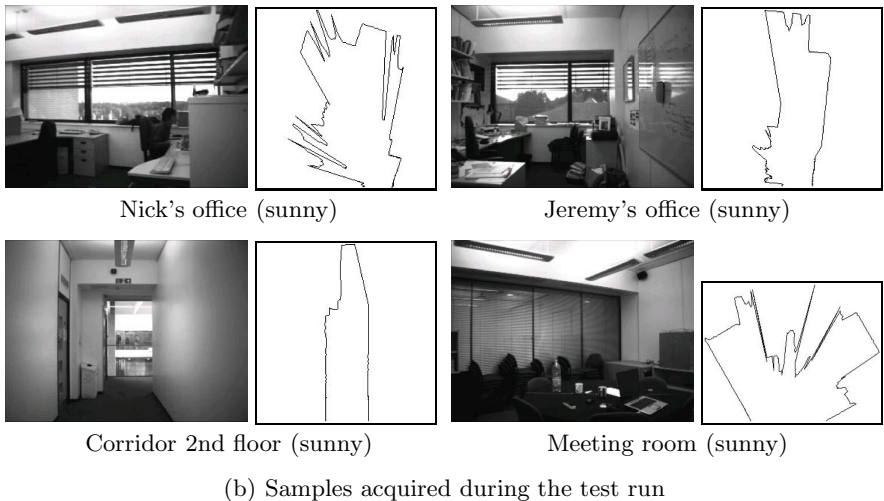 Nick's office (sunny)
Jeremy's office (sunny)
Corridor 2nd floor (sunny)
Meeting room (sunny)
(b) Samples acquired during the test run